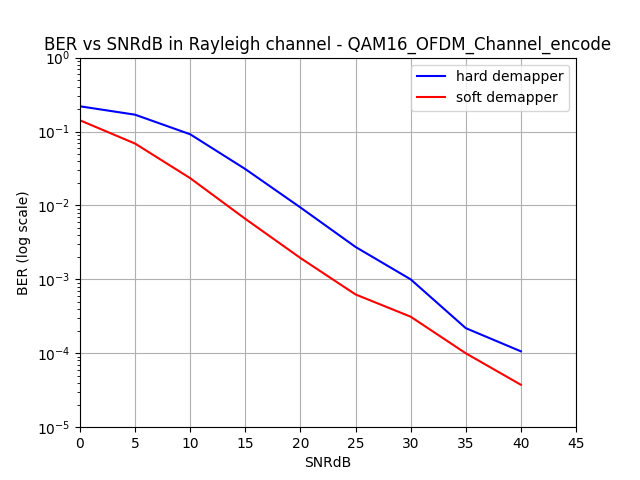 BER vs SNRdB in Rayleigh channel - QAM16_OFDM_Channel_encode
hard demapper
soft demapper
BER (log scale)
10⁰
10⁻¹
10⁻²
10⁻³
10⁻⁴
10⁻⁵
0 5 10 15 20 25 30 35 40 45
SNRdB